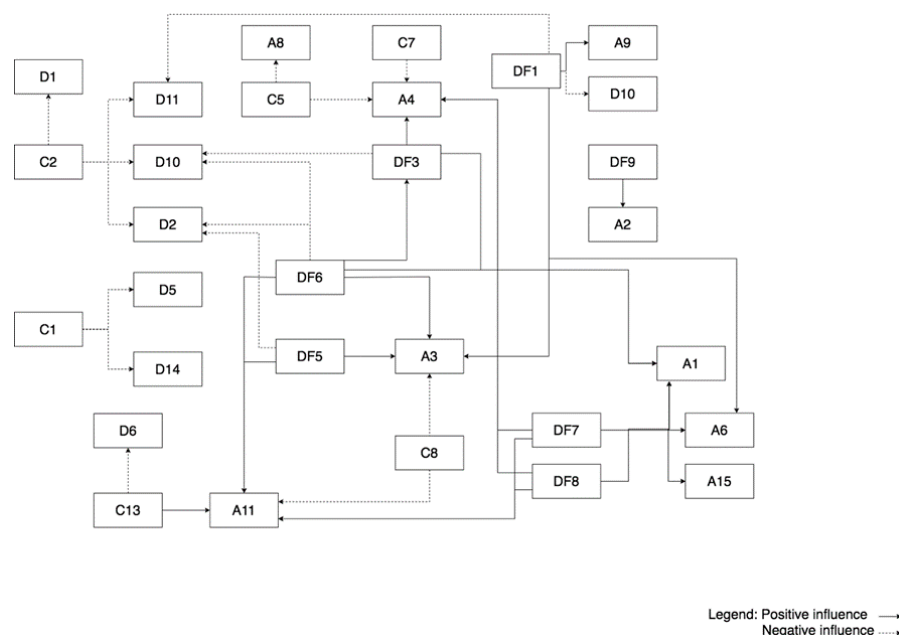 A8
C7
A9
DF1
D1
D11
C5
A4
D10
C2
D10
DF3
DF9
D2
A2
DF6
D5
C1
DF5
A3
A1
D14
D6
DF7
A6
C8
DF8
A15
C13
A11
Legend: Positive influence
Negative influence